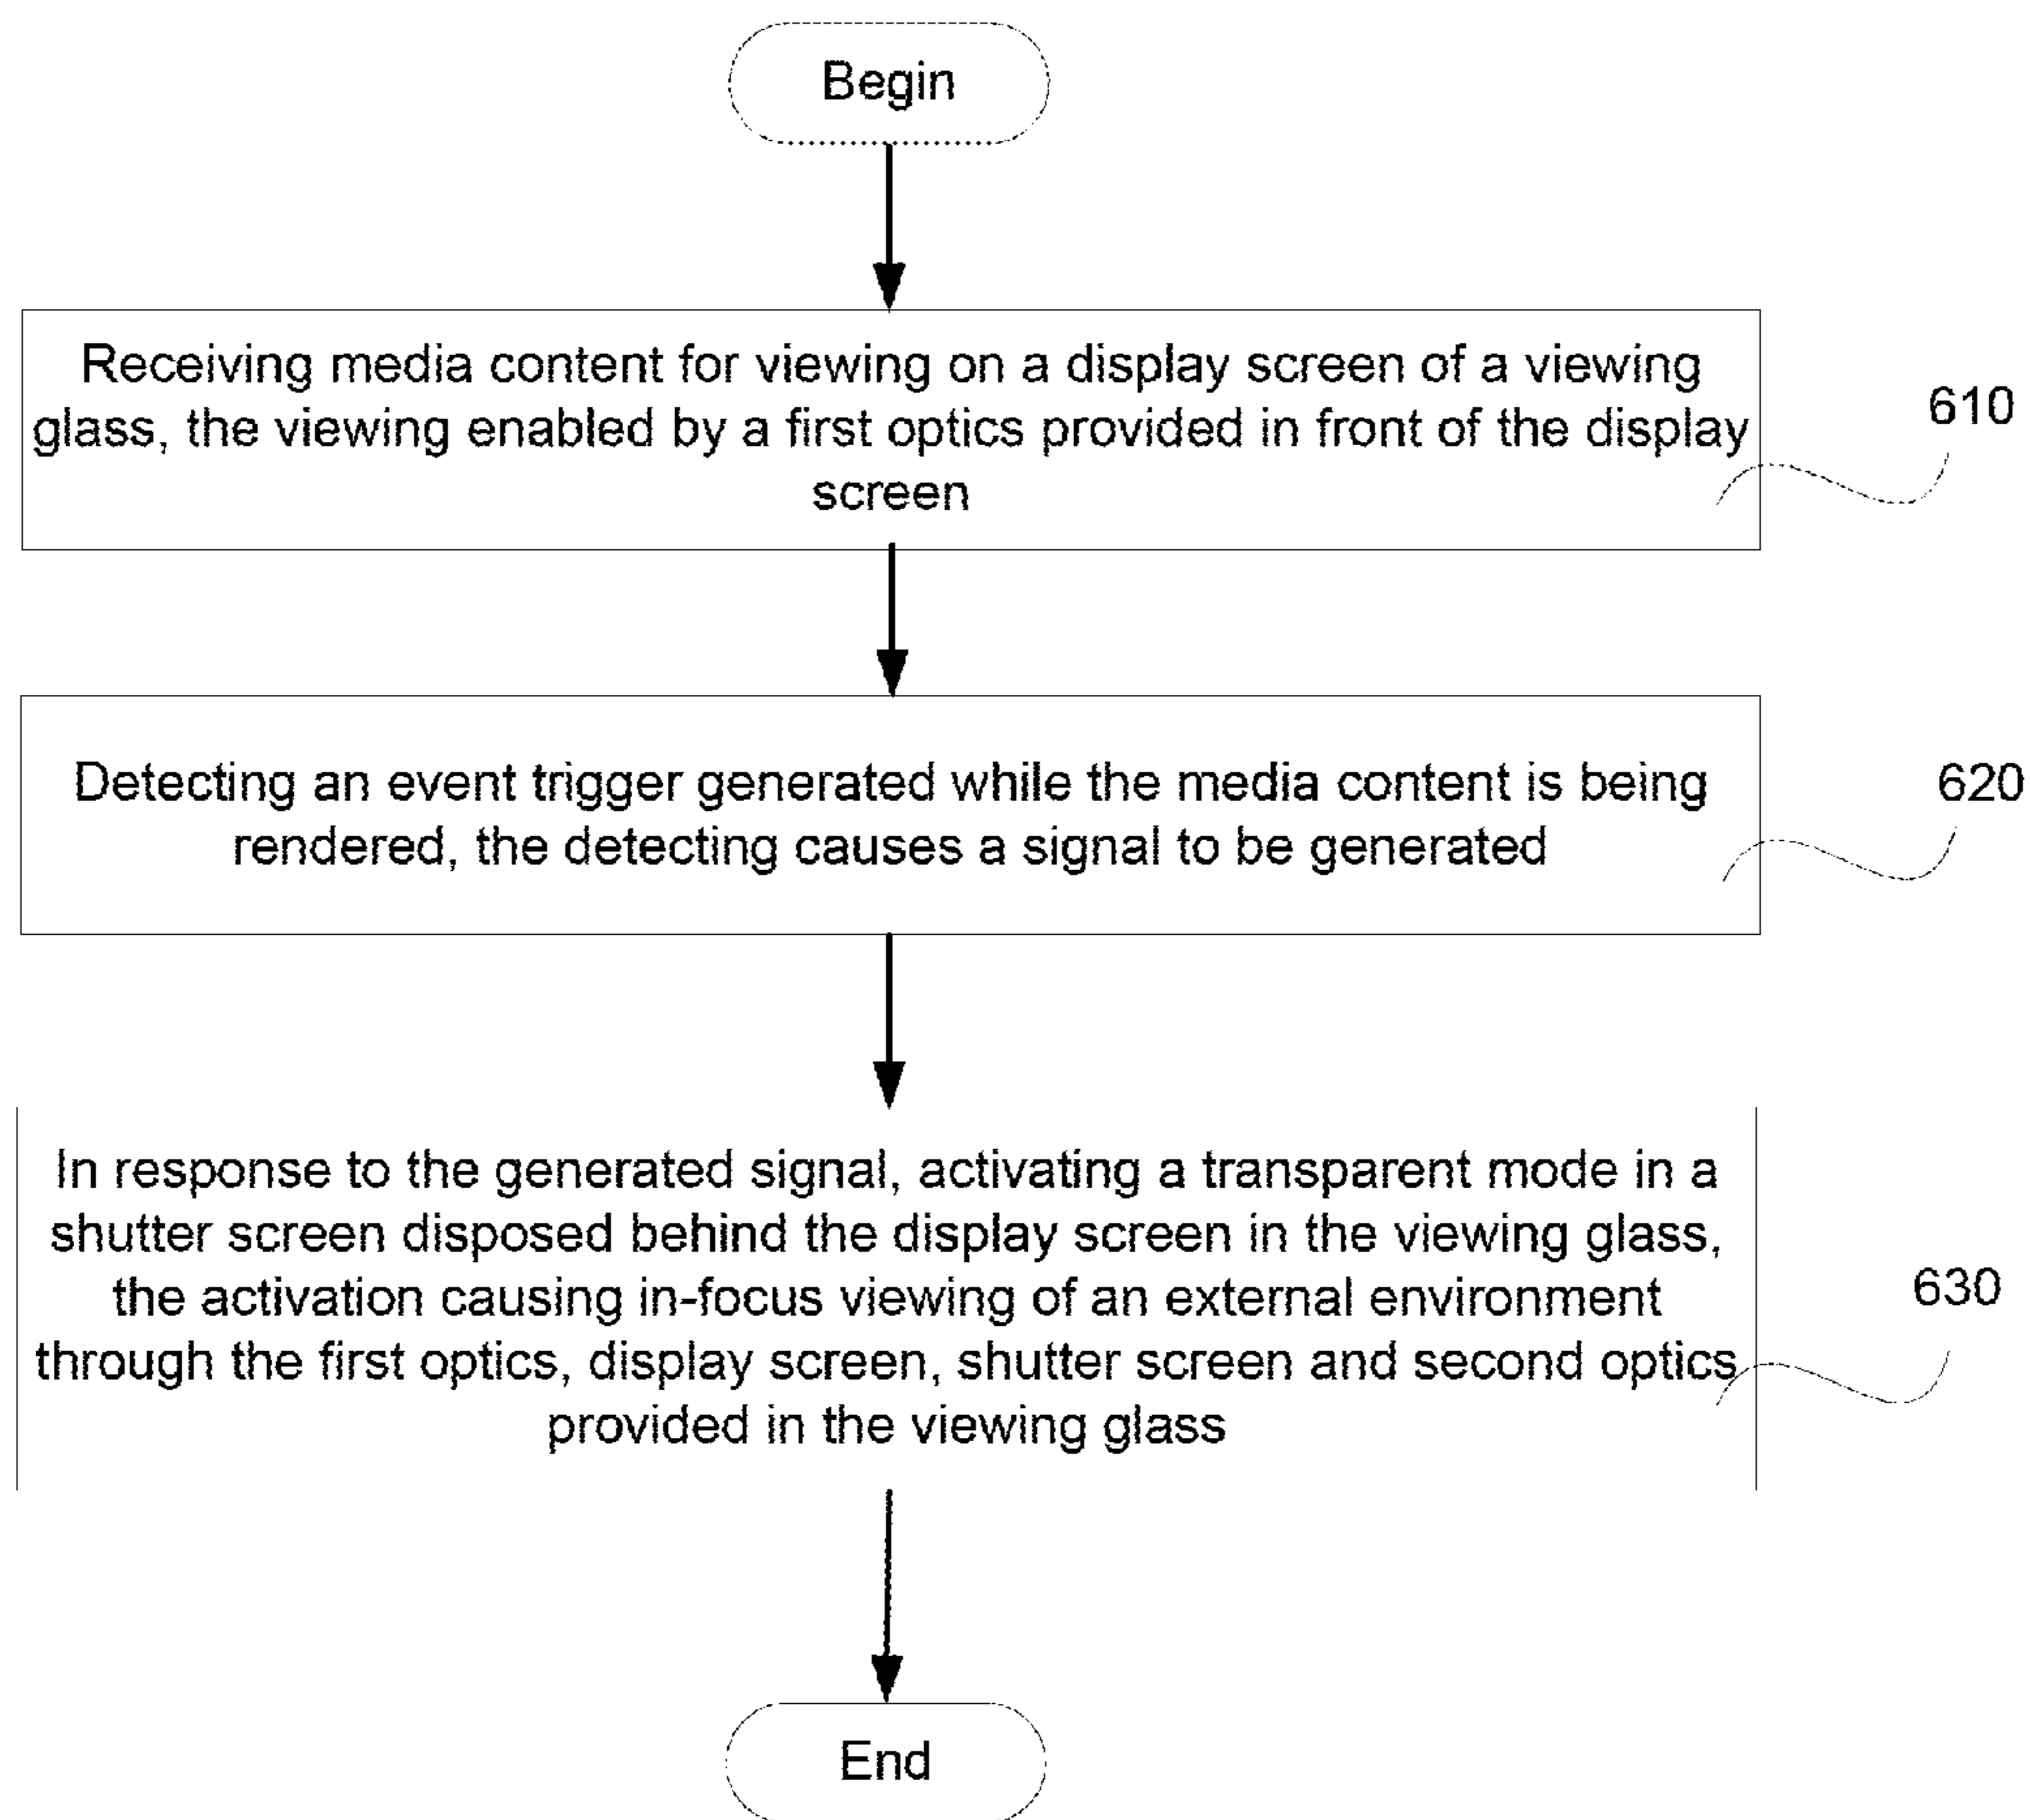 Begin
Receiving media content for viewing on a display screen of a viewing
glass, the viewing enabled by a first optics provided in front of the display
screen
610
Detecting an event trigger generated while the media content is being
rendered, the detecting causes a signal to be generated
620
In response to the generated signal, activating a transparent mode in a
shutter screen disposed behind the display screen in the viewing glass,
the activation causing in-focus viewing of an external environment
through the first optics, display screen, shutter screen and second optics
provided in the viewing glass
630
End